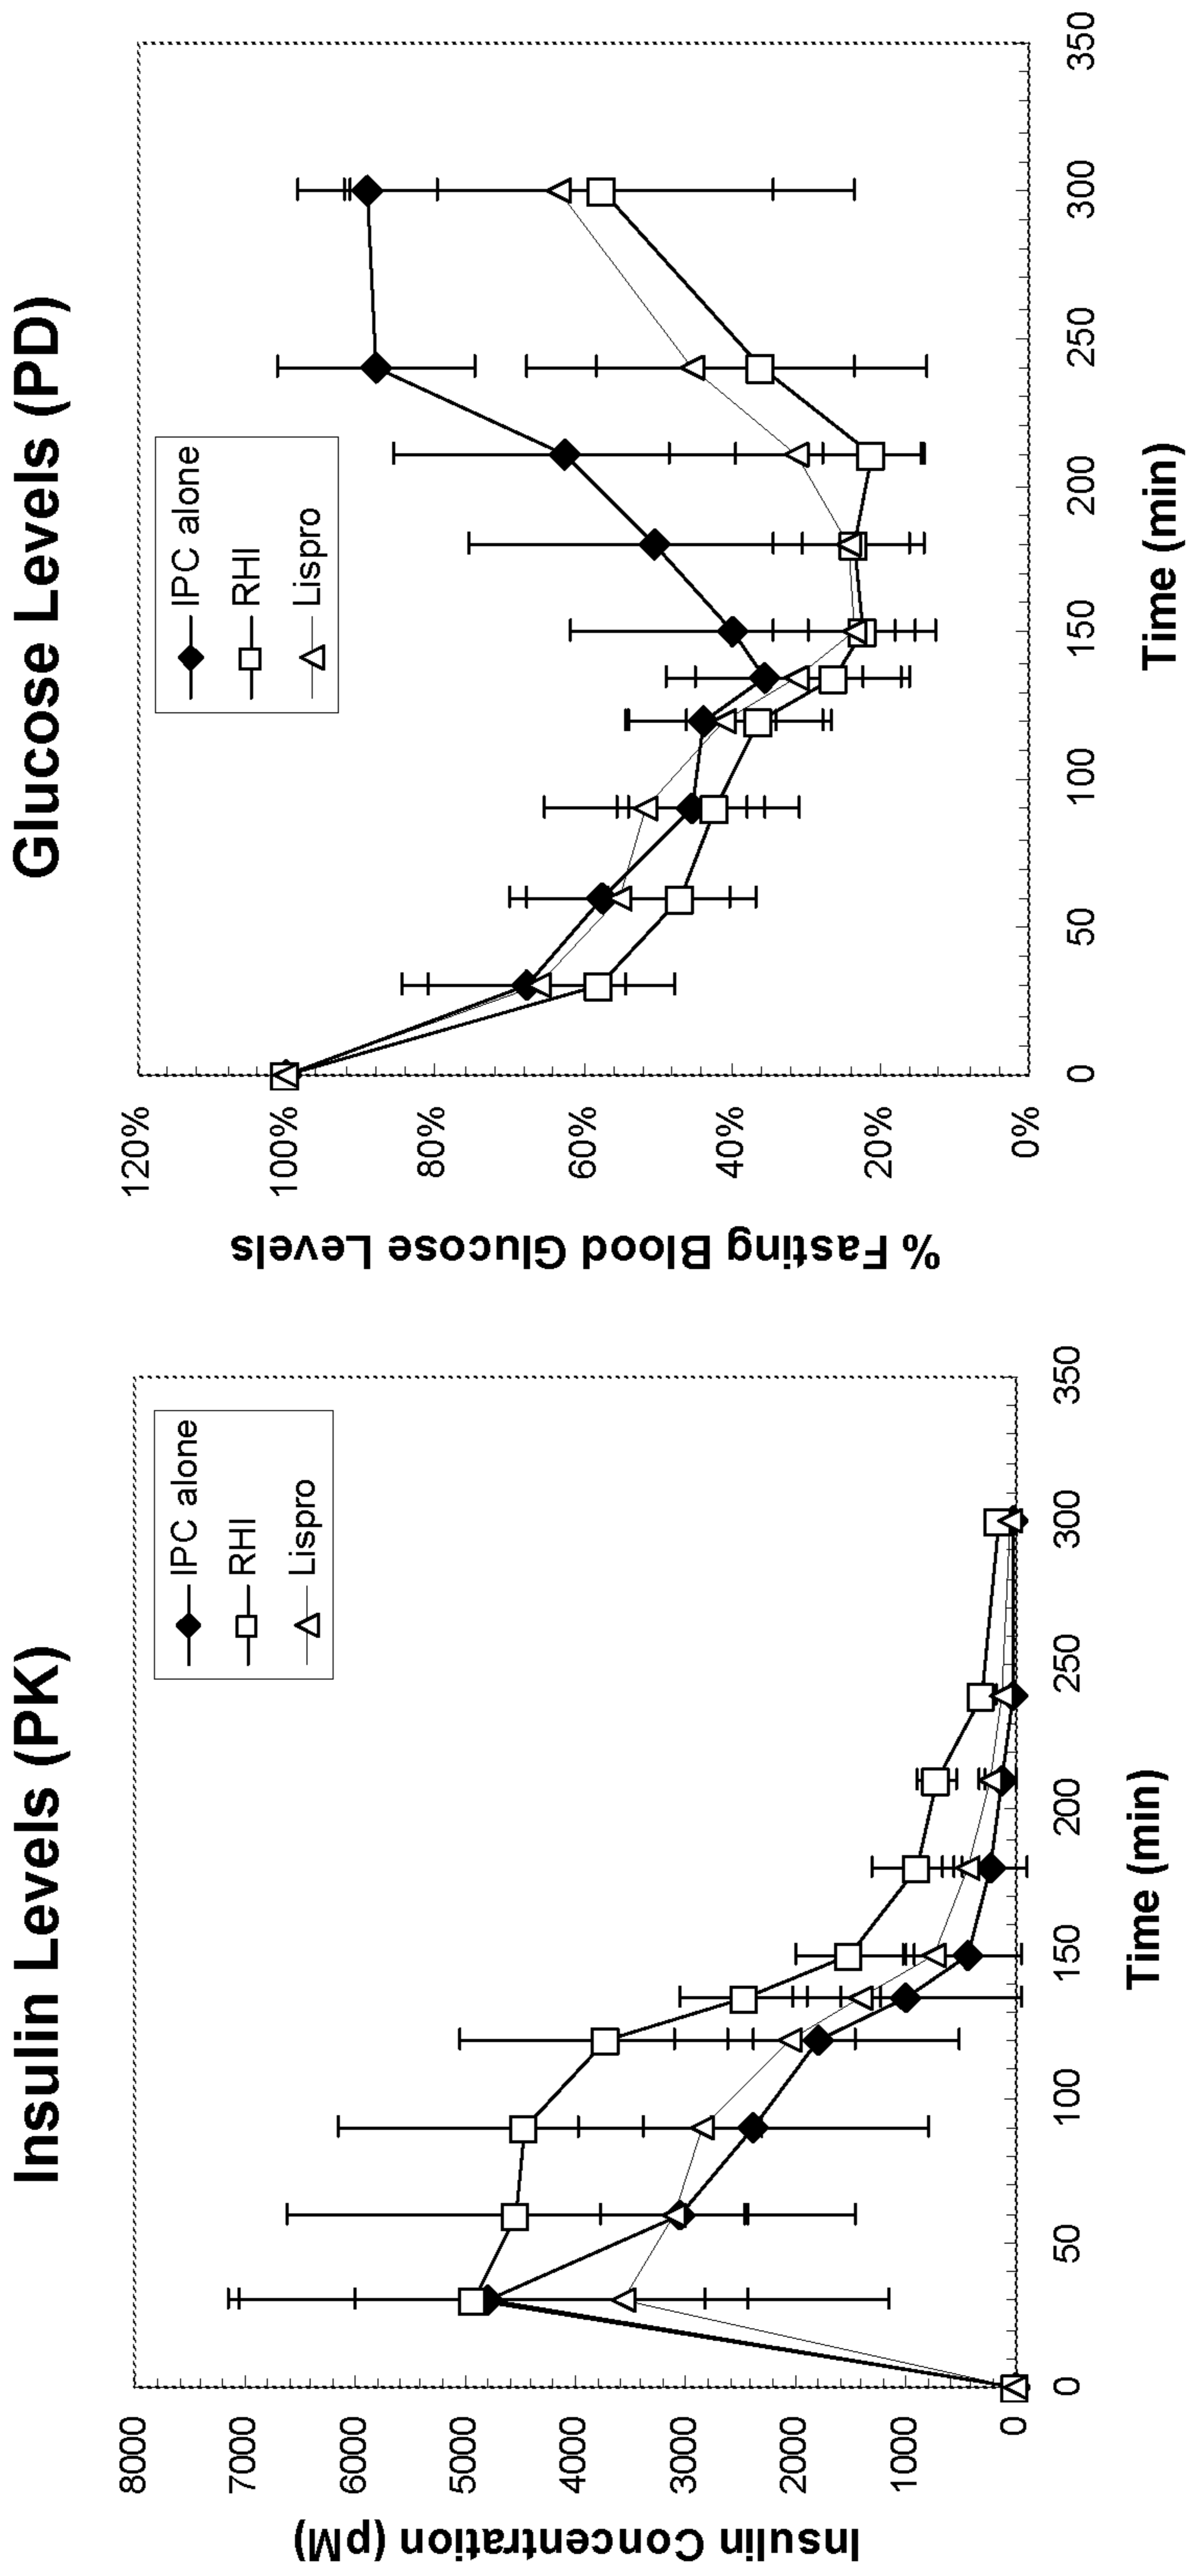 Insulin Levels (PK)
Insulin Concentration (pM)
8000
7000
6000
5000
4000
3000
2000
1000
0
IPC alone
RHI
Lispro
0
50
100
150
200
250
300
350
Time (min)
Glucose Levels (PD)
% Fasting Blood Glucose Levels
120%
100%
80%
60%
40%
20%
0%
IPC alone
RHI
Lispro
0
50
100
150
200
250
300
350
Time (min)